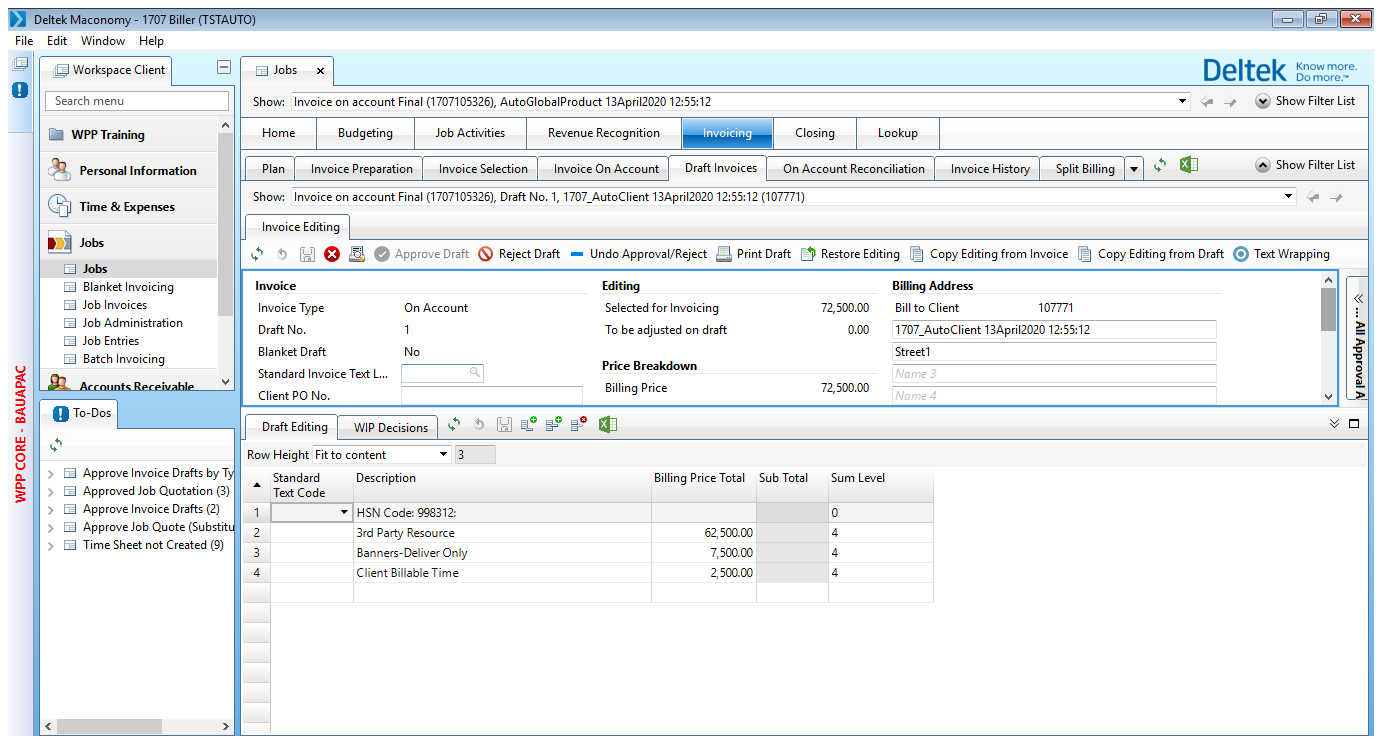 Deltek Maconomy - 1707 Biller (TSTAUTO)
File Edit Window Help
Workspace Client
Search menu
WPP Training
Personal Information
Time & Expenses
Jobs
Jobs
Blanket Invoicing
Job Invoices
Job Administration
Job Entries
Batch Invoicing
Accounts Receivable
WPP CORE - BAUAPAC
To-Dos
Approve Invoice Drafts by Ty
Approved Job Quotation (3)
Approve Invoice Drafts (2)
Approve Job Quote (Substitu
Time Sheet not Created (9)
Jobs
Deltek Know more. Do more.™
Show: Invoice on account Final (1707105326), AutoGlobalProduct 13April2020 12:55:12 Show Filter List
Home Budgeting Job Activities Revenue Recognition Invoicing Closing Lookup
Plan Invoice Preparation Invoice Selection Invoice On Account Draft Invoices On Account Reconciliation Invoice History Split Billing Show Filter List
Show: Invoice on account Final (1707105326), Draft No. 1, 1707_AutoClient 13April2020 12:55:12 (107771)
Invoice Editing
Approve Draft Reject Draft Undo Approval/Reject Print Draft Restore Editing Copy Editing from Invoice Copy Editing from Draft Text Wrapping
Invoice Editing Billing Address
Invoice Type On Account Selected for Invoicing 72,500.00 Bill to Client 107771
Draft No. 1 To be adjusted on draft 0.00 1707_AutoClient 13April2020 12:55:12
Blanket Draft No Street1
Standard Invoice Text L... Price Breakdown Name 3
Client PO No. Billing Price 72,500.00 Name 4
... All Approval A
Draft Editing WIP Decisions
Row Height Fit to content 3
Standard Text Code Description Billing Price Total Sub Total Sum Level
1 HSN Code: 998312: 0
2 3rd Party Resource 62,500.00 4
3 Banners-Deliver Only 7,500.00 4
4 Client Billable Time 2,500.00 4